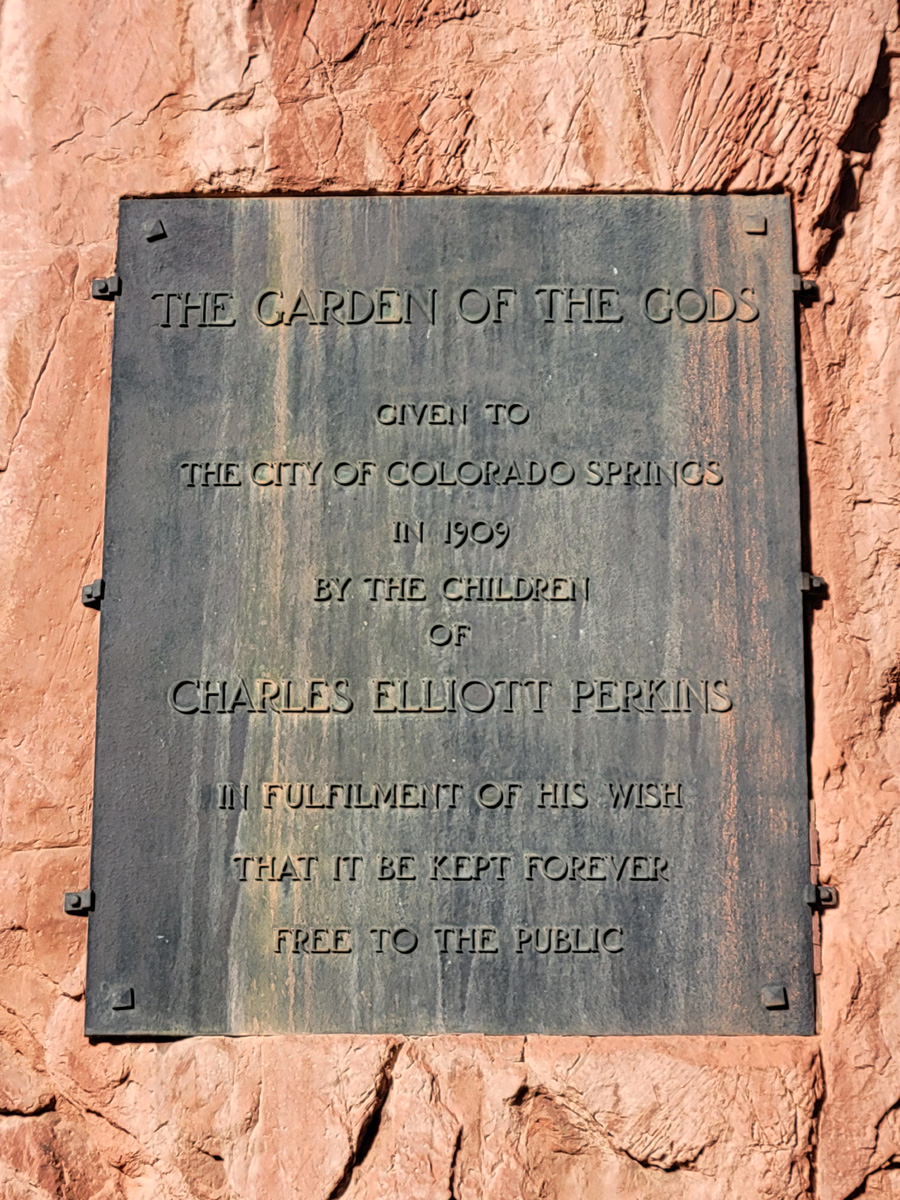 THE GARDEN OF THE GODS
GIVEN TO
THE CITY OF COLORADO SPRINGS
IN 1909
BY THE CHILDREN
OF
CHARLES ELLIOTT PERKINS
IN FULFILMENT OF HIS WISH
THAT IT BE KEPT FOREVER
FREE TO THE PUBLIC